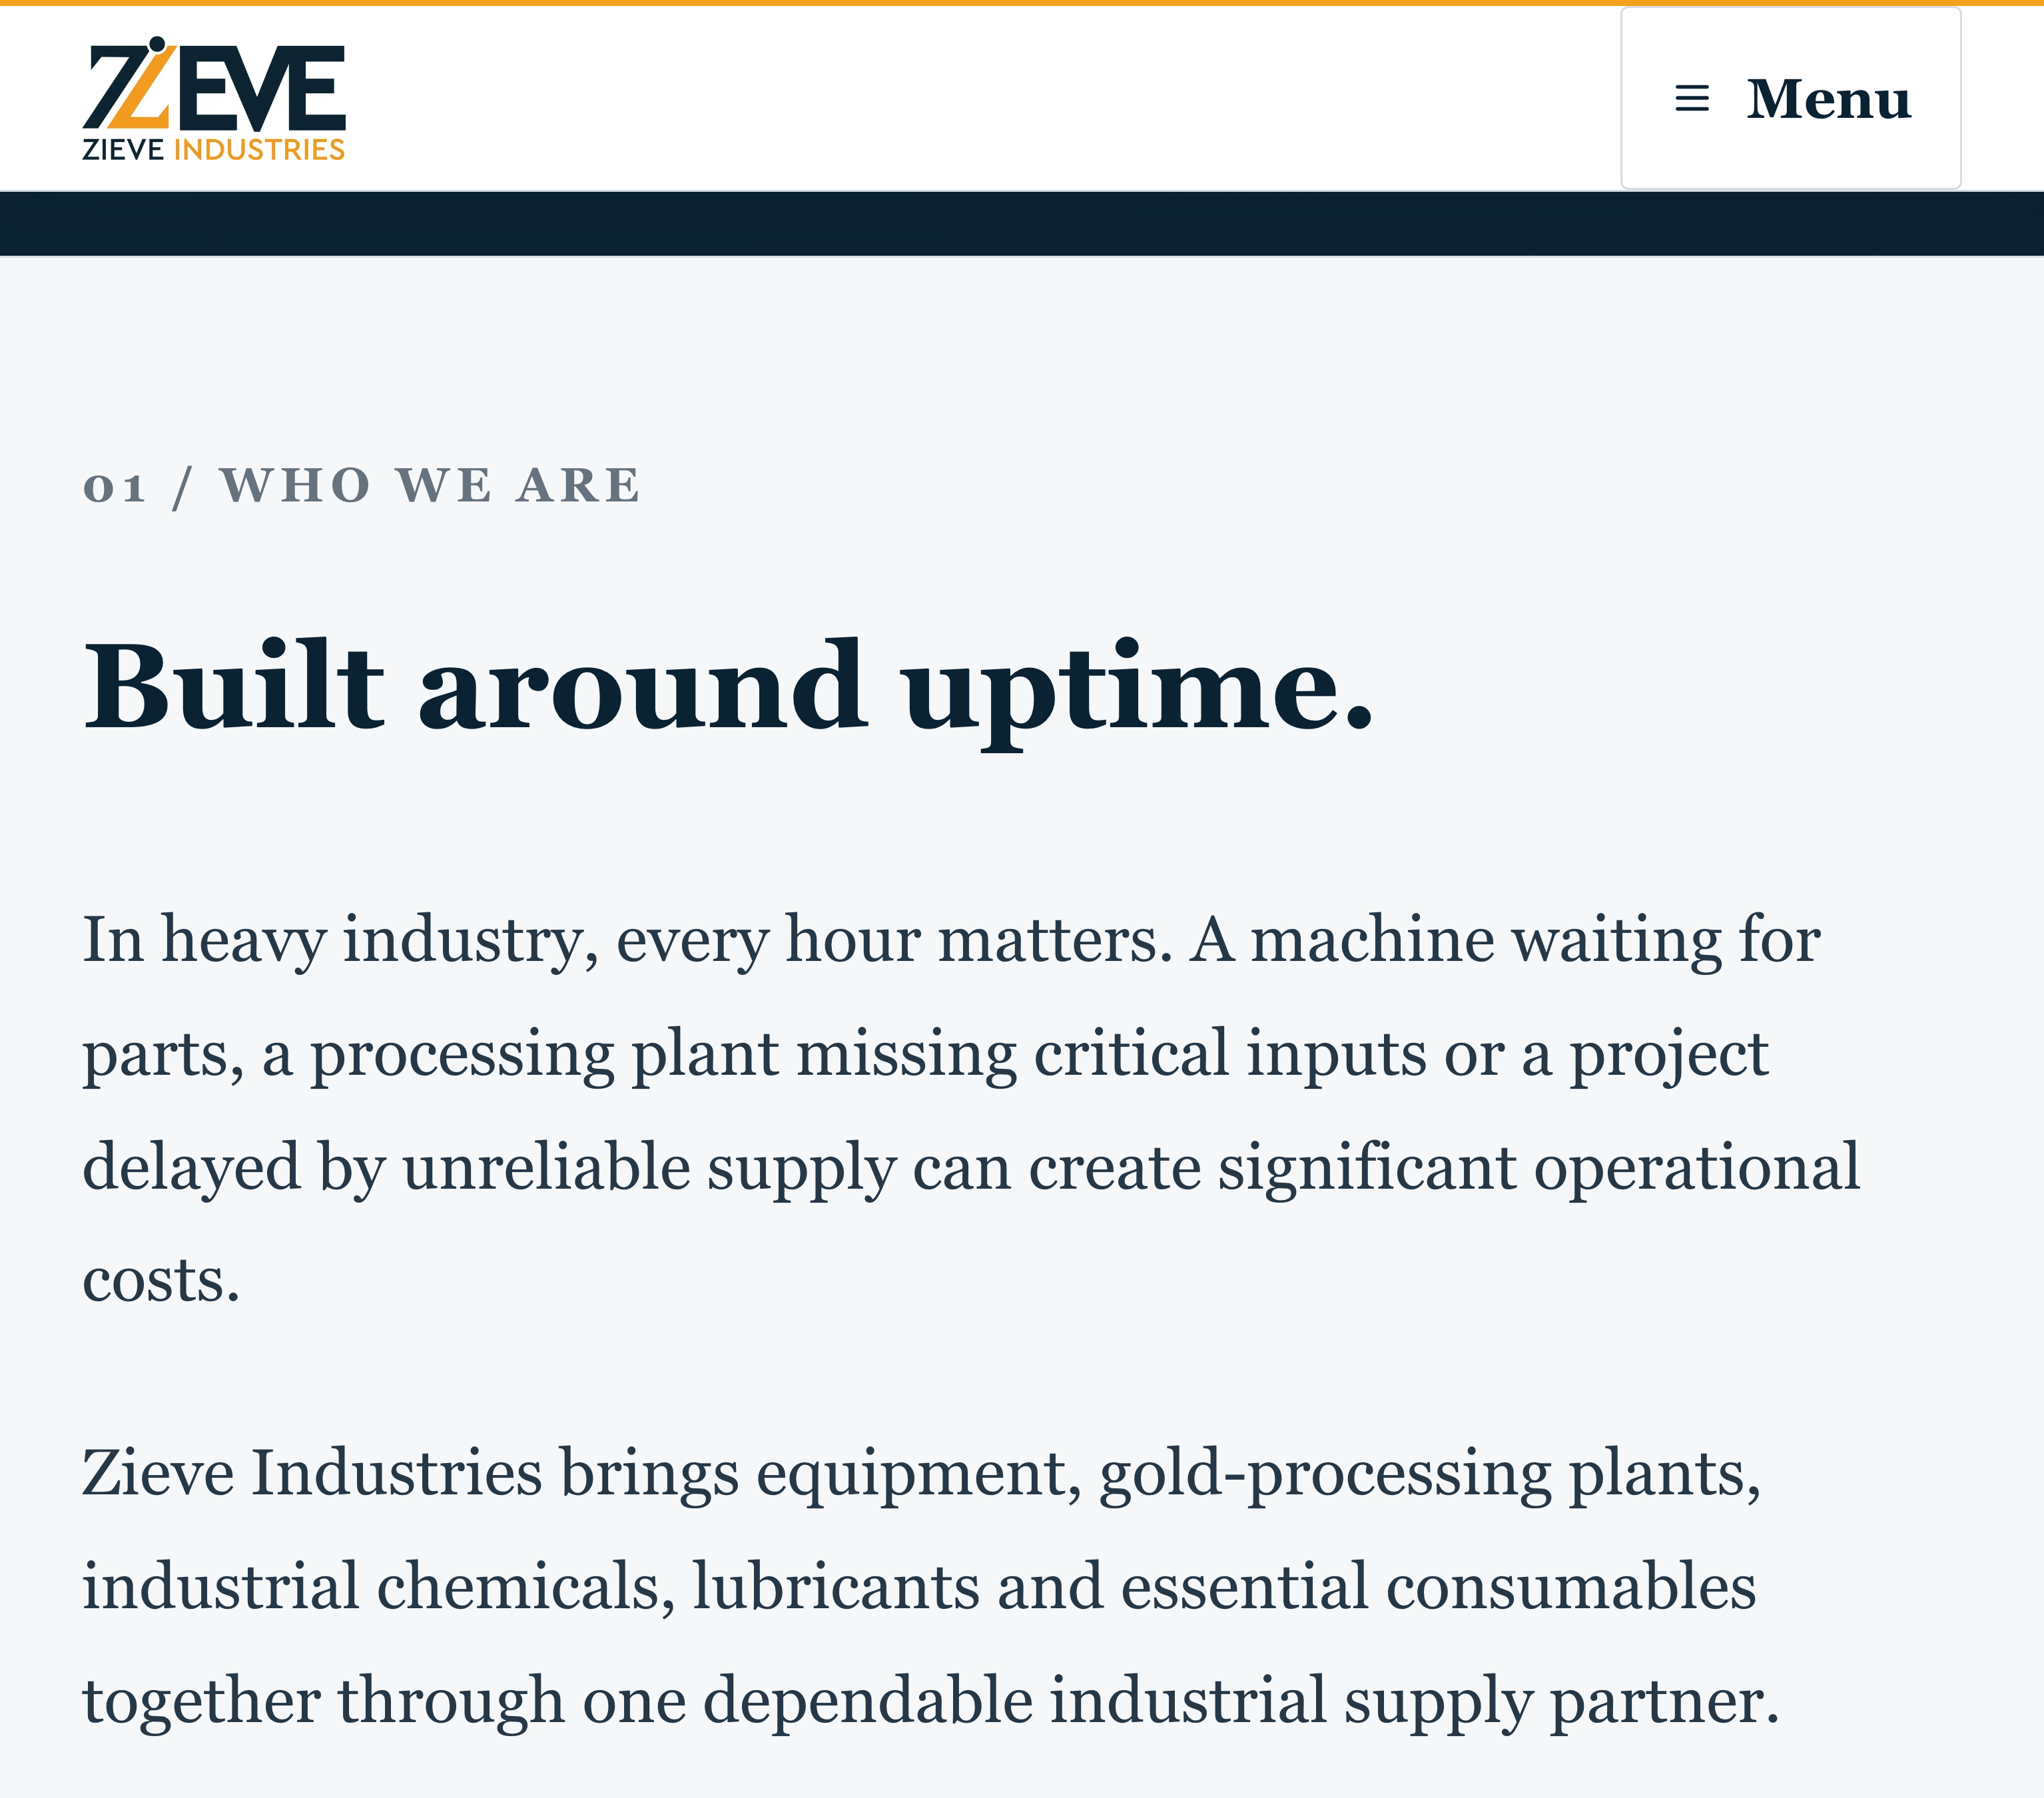 ZIEVE
ZIEVE INDUSTRIES
Menu
01 / WHO WE ARE
Built around uptime.
In heavy industry, every hour matters. A machine waiting for
parts, a processing plant missing critical inputs or a project
delayed by unreliable supply can create significant operational
costs.
Zieve Industries brings equipment, gold-processing plants,
industrial chemicals, lubricants and essential consumables
together through one dependable industrial supply partner.